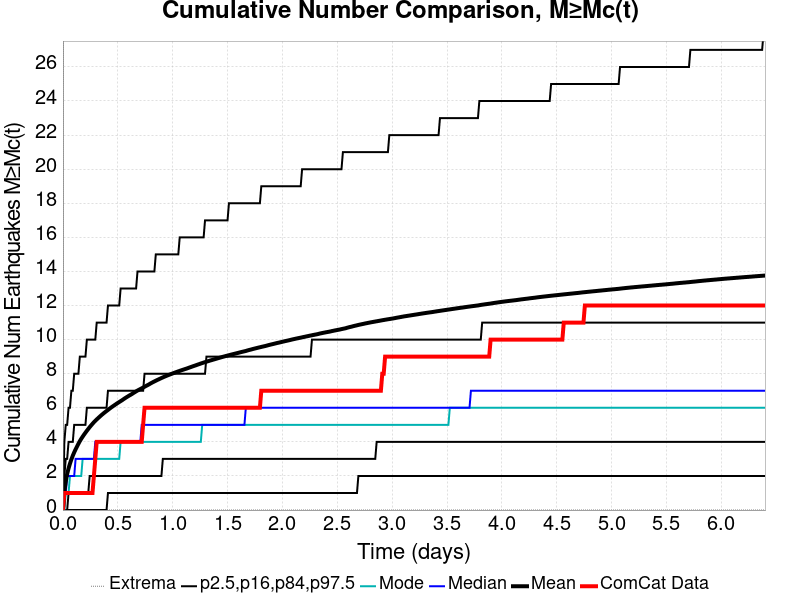 Cumulative Number Comparison, M≥Mc(t)
Cumulative Num Earthquakes M≥Mc(t)
26
24
22
20
18
16
14
12
10
8
6
4
2
0
0.0 0.5 1.0 1.5 2.0 2.5 3.0 3.5 4.0 4.5 5.0 5.5 6.0
Time (days)
Extrema p2.5,p16,p84,p97.5 Mode Median Mean ComCat Data